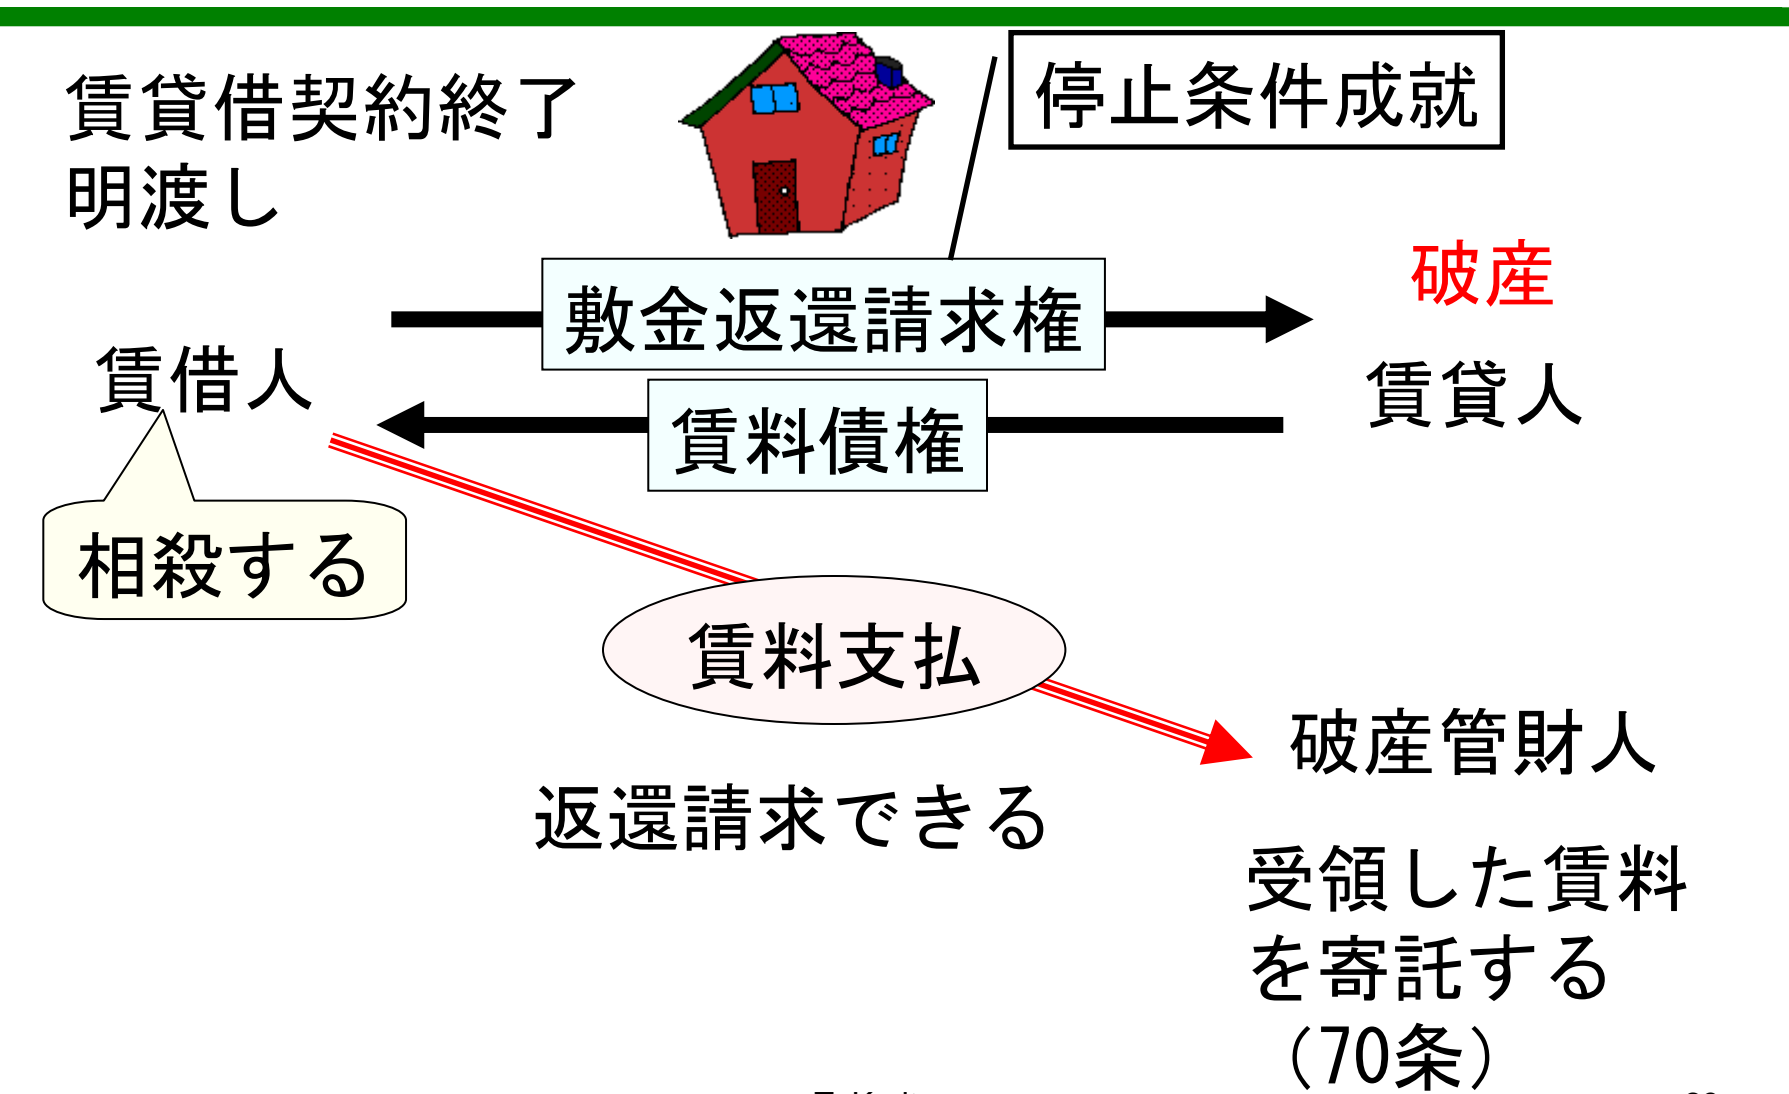 賃貸借契約終了
明渡し
停止条件成就
破産
敷金返還請求権
賃借人
賃貸人
賃料債権
相殺する
賃料支払
破産管財人
返還請求できる
受領した賃料
を寄託する
（70条）